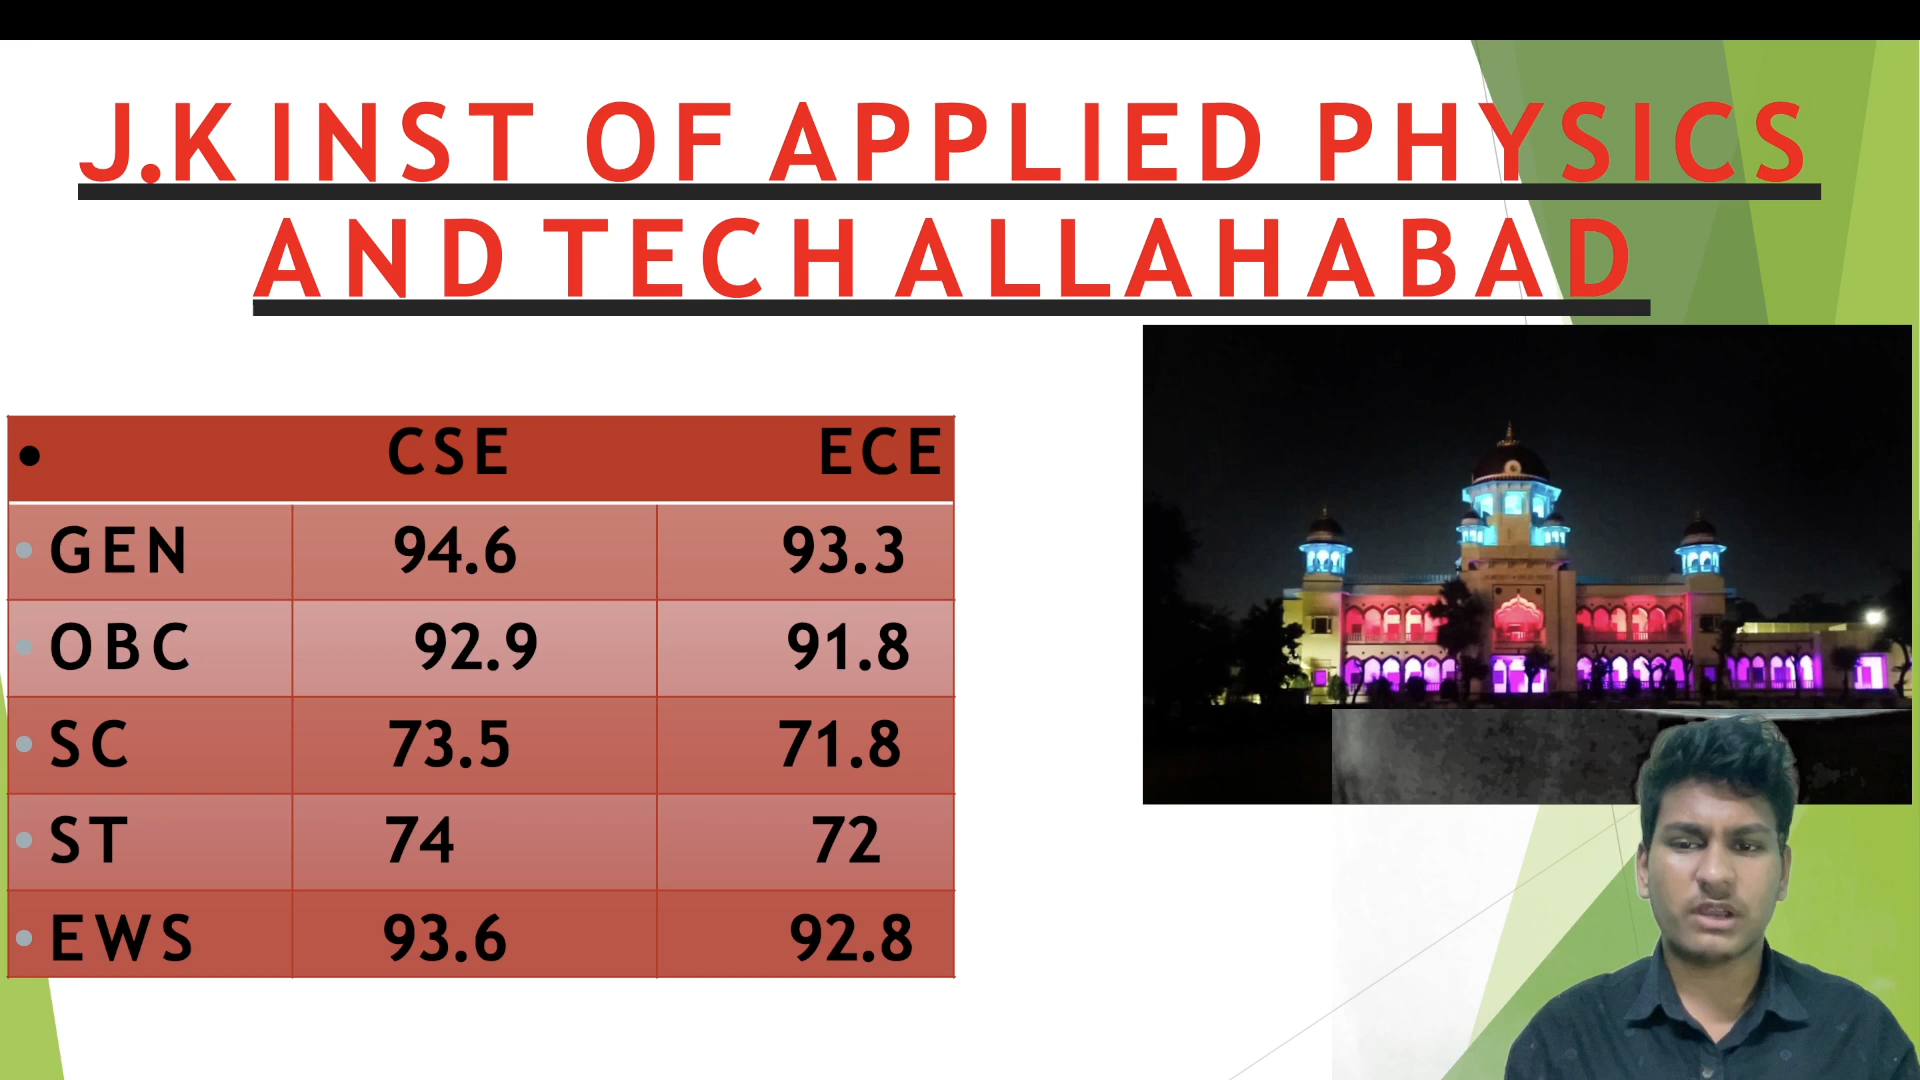 J.K INST OF APPLIED PHYSICS
AND TECH ALLAHABAD
• CSE ECE
• GEN 94.6 93.3
• OBC 92.9 91.8
• SC 73.5 71.8
• ST 74 72
• EWS 93.6 92.8